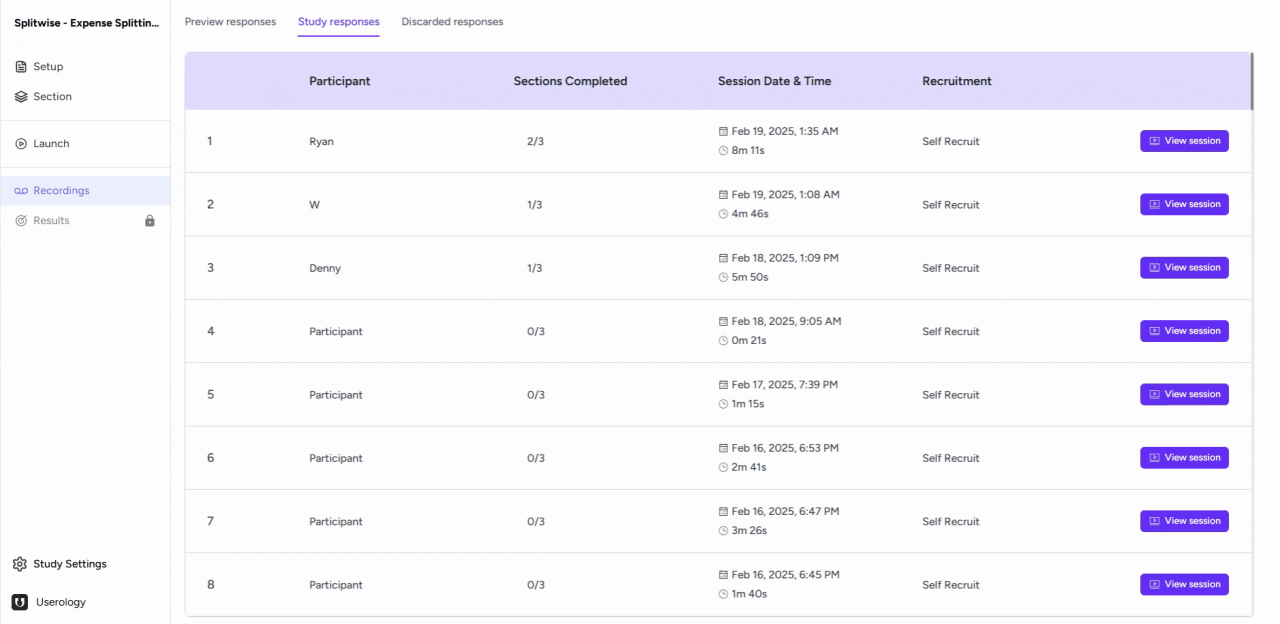 Splitwise - Expense Splittin...
Setup
Section
Launch
Recordings
Results
Study Settings
Userology
Preview responses Study responses Discarded responses
Participant Sections Completed Session Date & Time Recruitment
1 Ryan 2/3 Feb 19, 2025, 1:35 AM Self Recruit View session
8m 11s
2 W 1/3 Feb 19, 2025, 1:08 AM Self Recruit View session
4m 46s
3 Denny 1/3 Feb 18, 2025, 1:09 PM Self Recruit View session
5m 50s
4 Participant 0/3 Feb 18, 2025, 9:05 AM Self Recruit View session
0m 21s
5 Participant 0/3 Feb 17, 2025, 7:39 PM Self Recruit View session
1m 15s
6 Participant 0/3 Feb 16, 2025, 6:53 PM Self Recruit View session
2m 41s
7 Participant 0/3 Feb 16, 2025, 6:47 PM Self Recruit View session
3m 26s
8 Participant 0/3 Feb 16, 2025, 6:45 PM Self Recruit View session
1m 40s